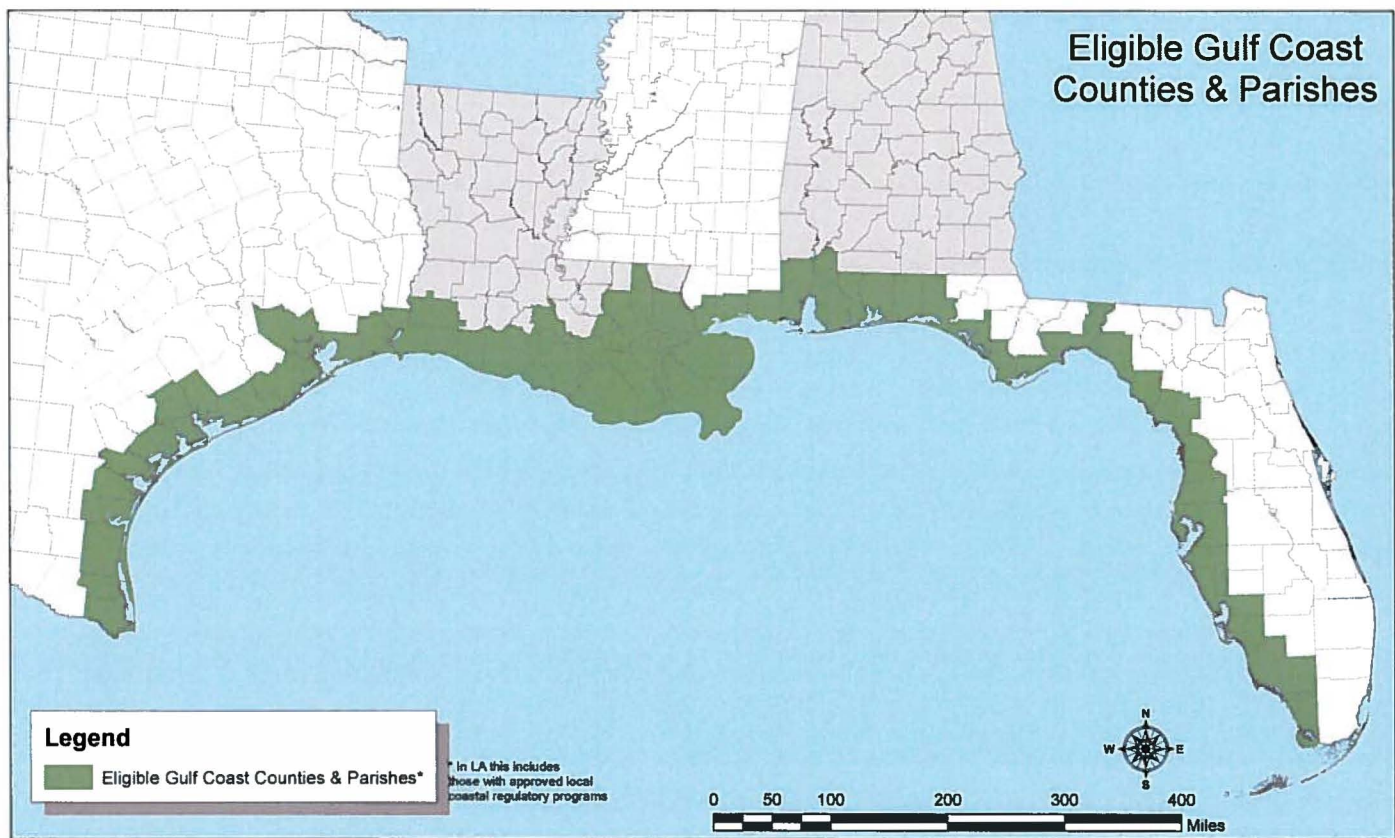 Eligible Gulf Coast
Counties & Parishes
Legend
Eligible Gulf Coast Counties & Parishes*
* In LA this includes
those with approved local
coastal regulatory programs
N
W E
S
0 50 100 200 300 400
Miles